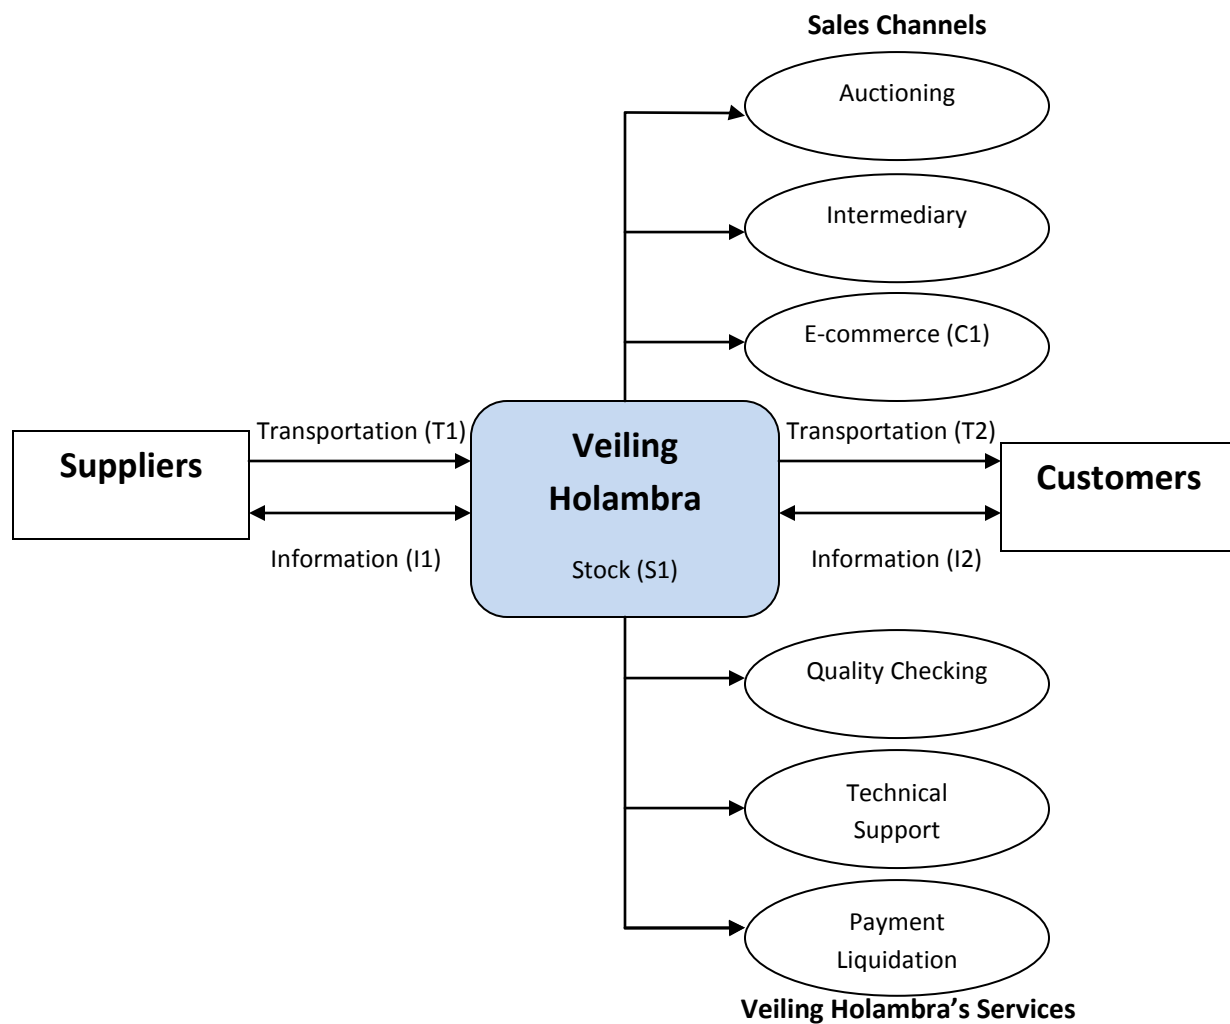 Sales Channels
Auctioning
Intermediary
E-commerce (C1)
Transportation (T1)
Suppliers
Information (I1)
Veiling
Holambra
Stock (S1)
Transportation (T2)
Customers
Information (I2)
Quality Checking
Technical
Support
Payment
Liquidation
Veiling Holambra’s Services